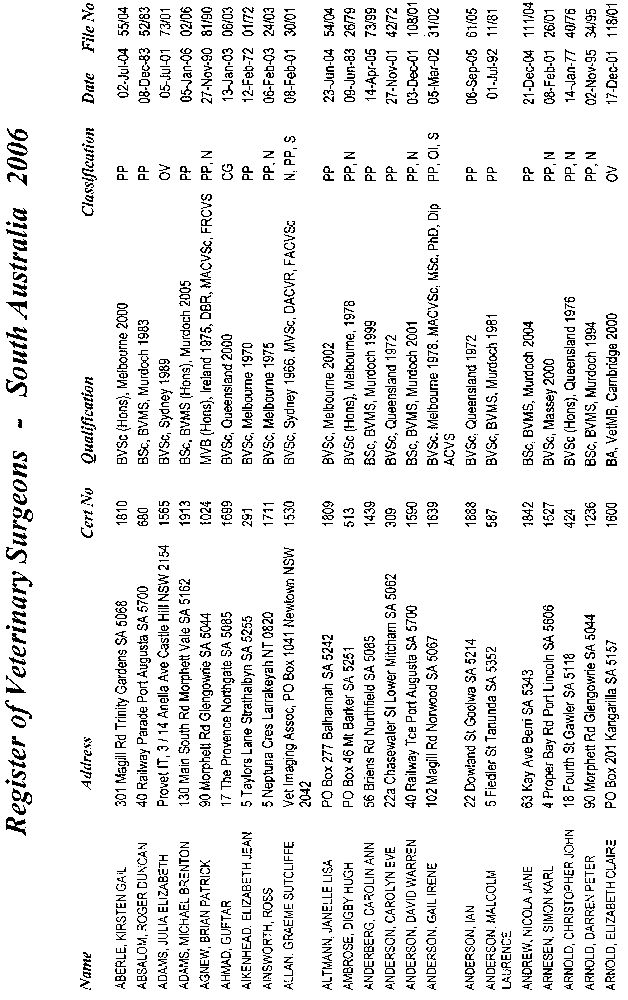 Register of Veterinary Surgeons - South Australia 2006
Name Address Cert No Qualification Classification Date File No
ABERLE, KIRSTEN GAIL 301 Magill Rd Trinity Gardens SA 5068 1810 BVSc (Hons), Melbourne 2000 PP 02-Jul-04 55/04
ABSALOM, ROGER DUNCAN 40 Railway Parade Port Augusta SA 5700 680 BSc, BVMS, Murdoch 1983 PP 08-Dec-83 52/83
ADAMS, JULIA ELIZABETH Provet IT, 3 / 14 Anella Ave Castle Hill NSW 2154 1565 BVSc, Sydney 1989 OV 05-Jul-01 73/01
ADAMS, MICHAEL BRENTON 130 Main South Rd Morphett Vale SA 5162 1913 BSc, BVMS (Hons), Murdoch 2005 PP 05-Jan-06 02/06
AGNEW, BRIAN PATRICK 90 Morphett Rd Glengowrie SA 5044 1024 MVB (Hons), Ireland 1975, DBR, MACVSc, FRCVS PP, N 27-Nov-90 81/90
AHMAD, GUFTAR 17 The Provence Northgate SA 5085 1699 BVSc, Queensland 2000 CG 13-Jan-03 06/03
AIKENHEAD, ELIZABETH JEAN 5 Taylors Lane Strathalbyn SA 5255 291 BVSc, Melbourne 1970 PP 12-Feb-72 01/72
AINSWORTH, ROSS 5 Neptuna Cres Larrakeyah NT 0820 1711 BVSc, Melbourne 1975 PP, N 06-Feb-03 24/03
ALLAN, GRAEME SUTCLIFFE Vet Imaging Assoc, PO Box 1041 Newtown NSW 1530 BVSc, Sydney 1966, MVSc, DACVR, FACVSc N, PP, S 08-Feb-01 30/01
2042
ALTMANN, JANELLE LISA PO Box 277 Balhannah SA 5242 1809 BVSc, Melbourne 2002 PP 23-Jun-04 54/04
AMBROSE, DIGBY HUGH PO Box 46 Mt Barker SA 5251 513 BVSc (Hons), Melbourne, 1978 PP, N 09-Jun-83 26/79
ANDERBERG, CAROLIN ANN 56 Briens Rd Northfield SA 5085 1439 BSc, BVMS, Murdoch 1999 PP 14-Apr-05 73/99
ANDERSON, CAROLYN EVE 22a Chasewater St Lower Mitcham SA 5062 309 BVSc, Queensland 1972 PP 27-Nov-01 42/72
ANDERSON, DAVID WARREN 40 Railway Tce Port Augusta SA 5700 1590 BSc, BVMS, Murdoch 2001 PP, N 03-Dec-01 108/01
ANDERSON, GAIL IRENE 102 Magill Rd Norwood SA 5067 1639 BVSc, Melbourne 1978, MACVSc, MSc, PhD, Dip PP, OI, S 05-Mar-02 31/02
ACVS
ANDERSON, IAN 22 Dowland St Goolwa SA 5214 1888 BVSc, Queensland 1972 PP 06-Sep-05 61/05
ANDERSON, MALCOLM 5 Fiedler St Tanunda SA 5352 587 BVSc, BVMS, Murdoch 1981 PP 01-Jul-92 11/81
LAURENCE
ANDREW, NICOLA JANE 63 Kay Ave Berri SA 5343 1842 BSc, BVMS, Murdoch 2004 PP 21-Dec-04 111/04
ARNESEN, SIMON KARL 4 Proper Bay Rd Port Lincoln SA 5606 1527 BVSc, Massey 2000 PP, N 08-Feb-01 26/01
ARNOLD, CHRISTOPHER JOHN 18 Fourth St Gawler SA 5118 424 BVSc (Hons), Queensland 1976 PP, N 14-Jan-77 40/76
ARNOLD, DARREN PETER 90 Morphett Rd Glengowrie SA 5044 1236 BSc, BVMS, Murdoch 1994 PP, N 02-Nov-95 34/95
ARNOLD, ELIZABETH CLAIRE PO Box 201 Kangarilla SA 5157 1600 BA, VetMB, Cambridge 2000 OV 17-Dec-01 118/01